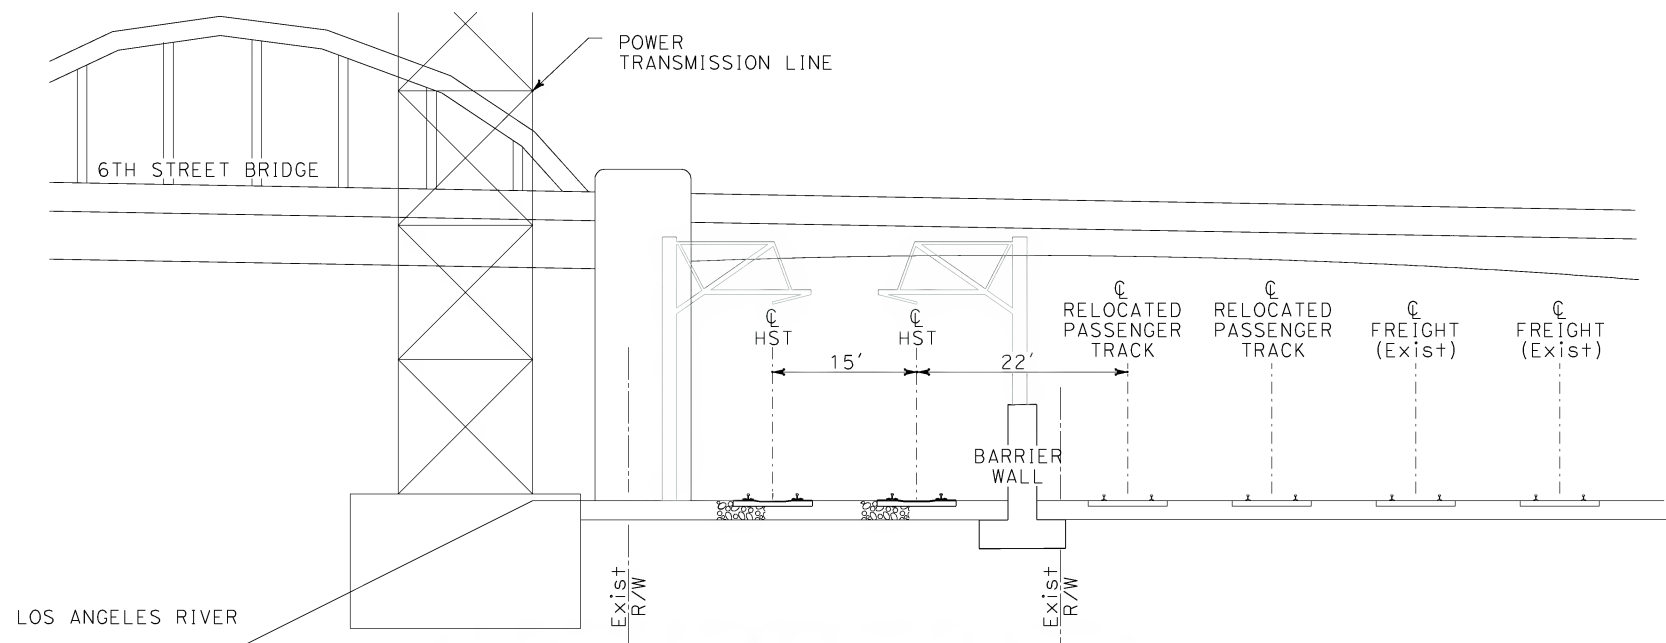 POWER
TRANSMISSION LINE
6TH STREET BRIDGE
℄
HST
℄
HST
℄
RELOCATED
PASSENGER
TRACK
℄
RELOCATED
PASSENGER
TRACK
℄
FREIGHT
(Exist)
℄
FREIGHT
(Exist)
15'
22'
BARRIER
WALL
Exist
R/W
Exist
R/W
LOS ANGELES RIVER